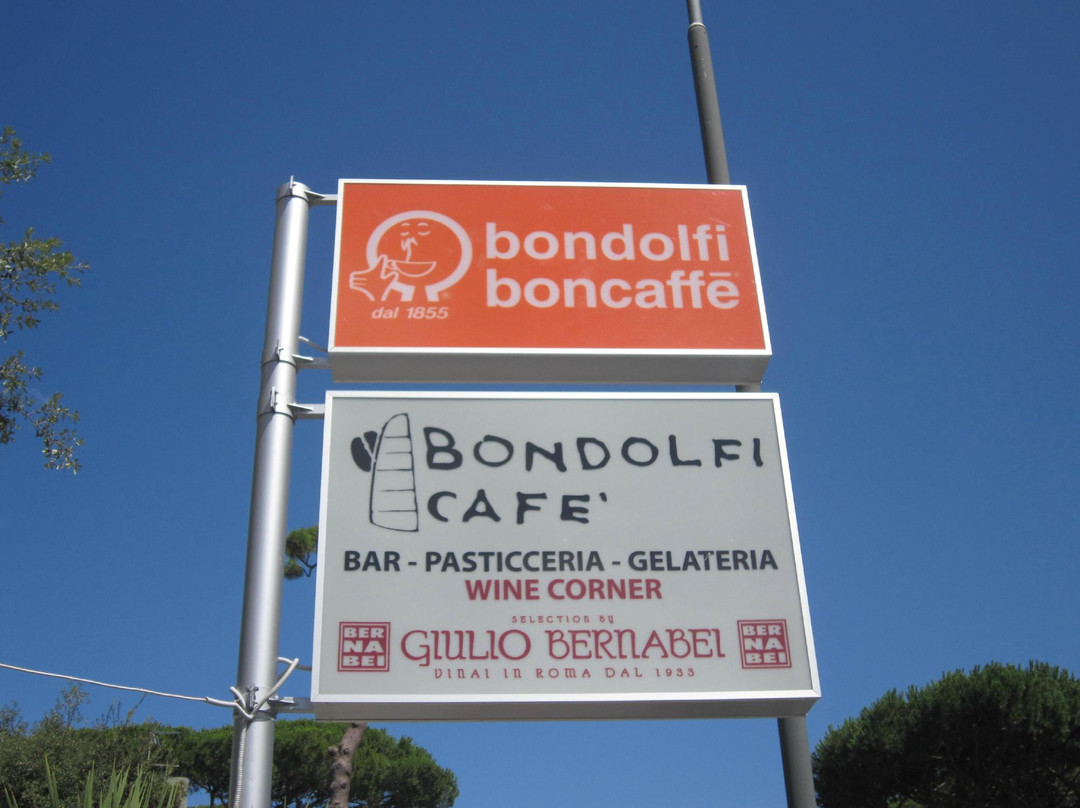 bondolfi
boncaffē
dal 1855
BONDOLFI
CAFE'
BAR - PASTICCERIA - GELATERIA
WINE CORNER
SELECTION BY
BER
NA
BEI
GIULIO BERNABEI
BER
NA
BEI
VINAI IN ROMA DAL 1933